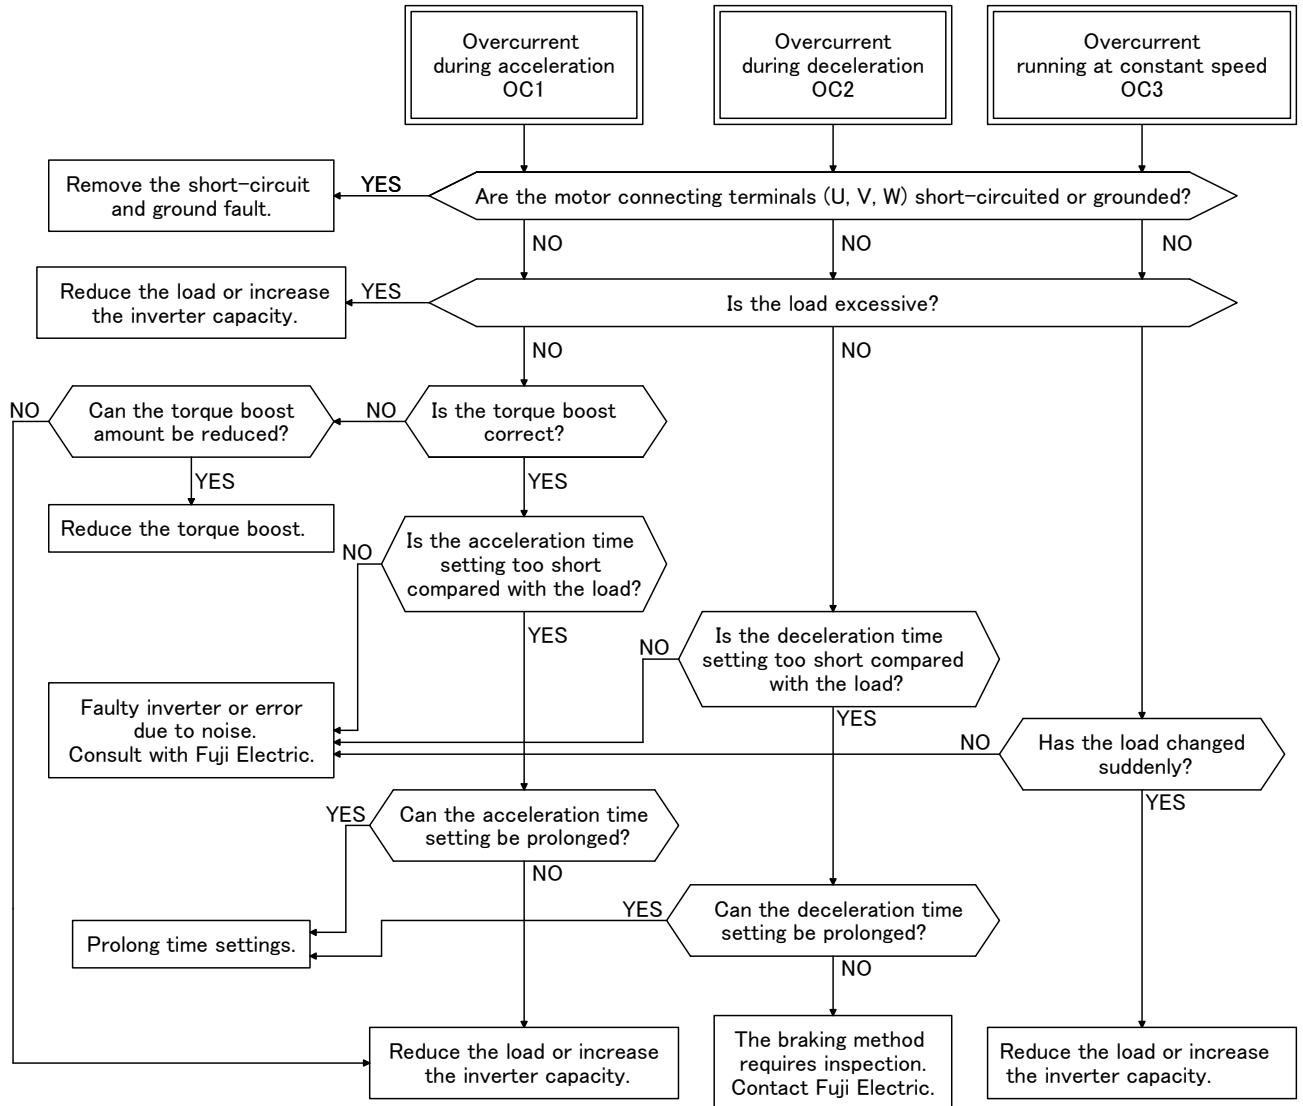 Overcurrent
during acceleration
OC1
Overcurrent
during deceleration
OC2
Overcurrent
running at constant speed
OC3
Remove the short-circuit
and ground fault.
YES
Are the motor connecting terminals (U, V, W) short-circuited or grounded?
NO
NO
NO
Reduce the load or increase
the inverter capacity.
YES
Is the load excessive?
NO
NO
NO
Can the torque boost
amount be reduced?
NO
Is the torque boost
correct?
YES
YES
Reduce the torque boost.
NO
Is the acceleration time
setting too short
compared with the load?
YES
NO
Is the deceleration time
setting too short compared
with the load?
YES
Faulty inverter or error
due to noise.
Consult with Fuji Electric.
NO
Has the load changed
suddenly?
YES
YES
Can the acceleration time
setting be prolonged?
NO
YES
Can the deceleration time
setting be prolonged?
NO
Prolong time settings.
Reduce the load or increase
the inverter capacity.
The braking method
requires inspection.
Contact Fuji Electric.
Reduce the load or increase
the inverter capacity.